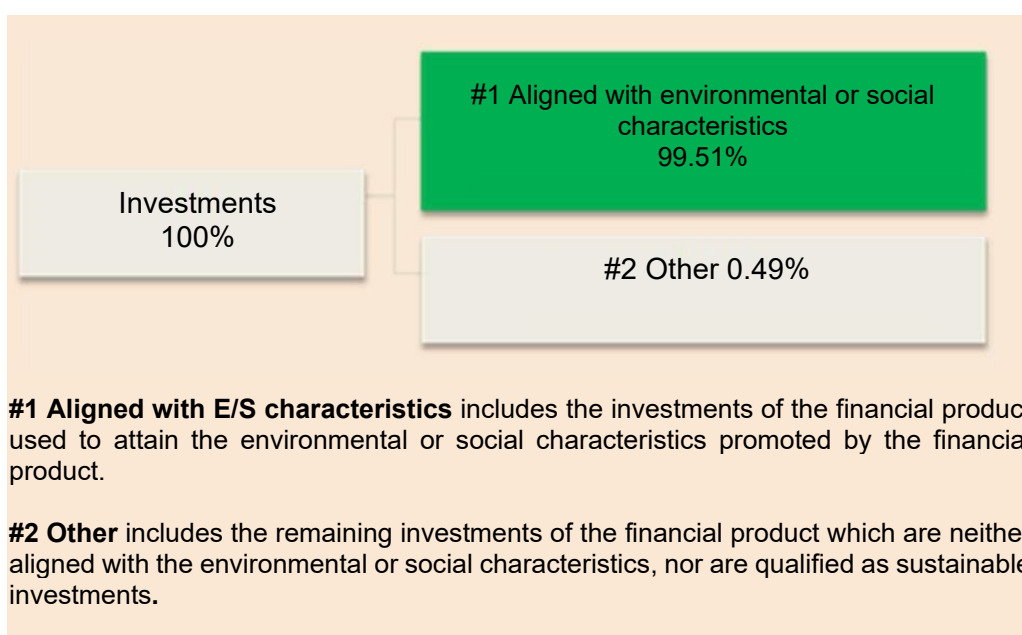 #1 Aligned with environmental or social
characteristics
99.51%
Investments
100%
#2 Other 0.49%
#1 Aligned with E/S characteristics includes the investments of the financial produc
used to attain the environmental or social characteristics promoted by the financia
product.
#2 Other includes the remaining investments of the financial product which are neithe
aligned with the environmental or social characteristics, nor are qualified as sustainable
investments.